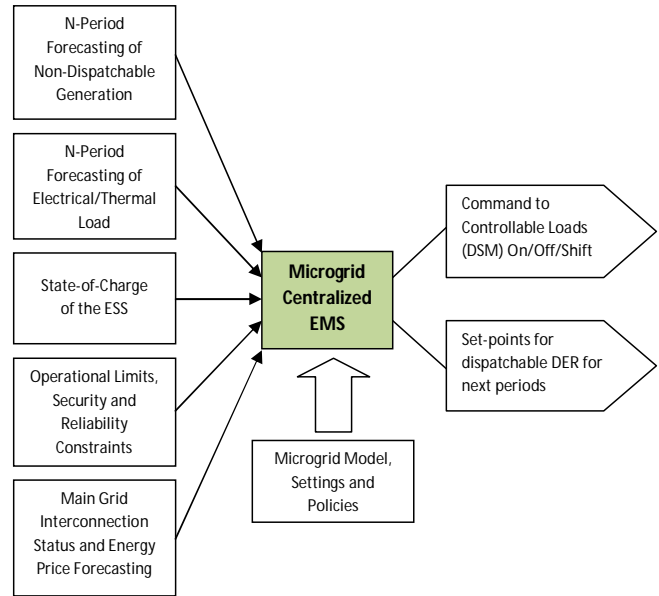 N-Period
Forecasting of
Non-Dispatchable
Generation
N-Period
Forecasting of
Electrical/Thermal
Load
State-of-Charge
of the ESS
Operational Limits,
Security and
Reliability
Constraints
Main Grid
Interconnection
Status and Energy
Price Forecasting
Microgrid
Centralized
EMS
Microgrid Model,
Settings and
Policies
Command to
Controllable Loads
(DSM) On/Off/Shift
Set-points for
dispatchable DER for
next periods